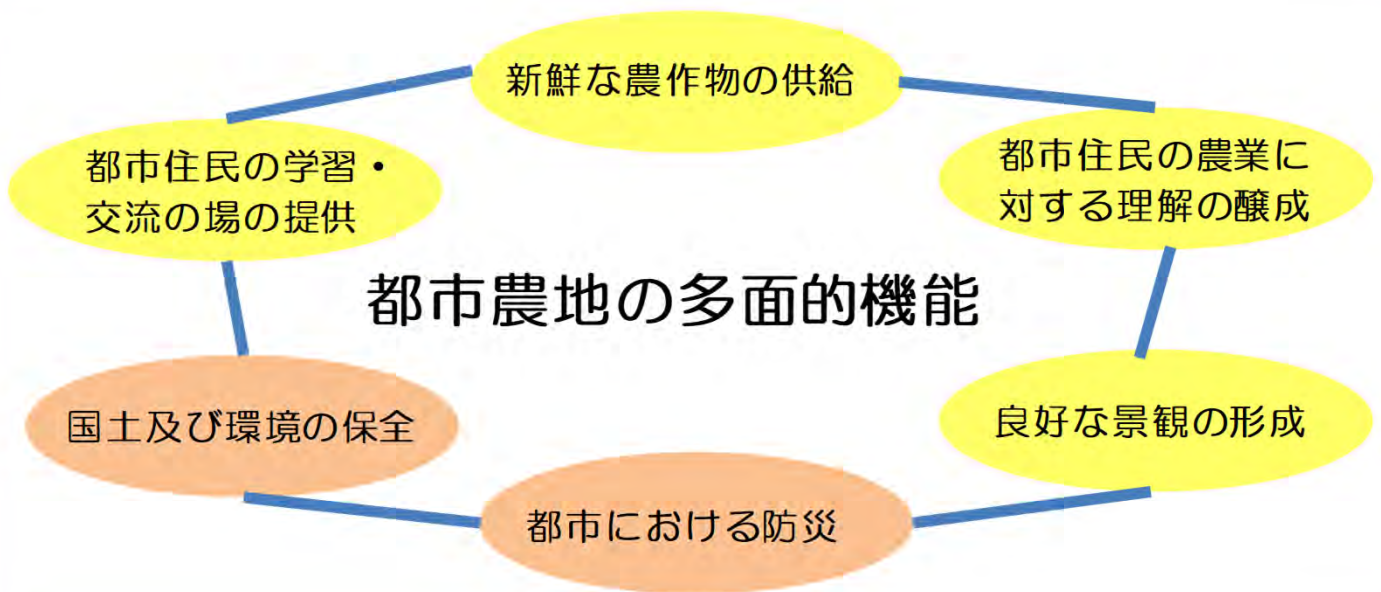 新鮮な農作物の供給
都市住民の学習・
交流の場の提供
都市住民の農業に
対する理解の醸成
都市農地の多面的機能
国土及び環境の保全
良好な景観の形成
都市における防災